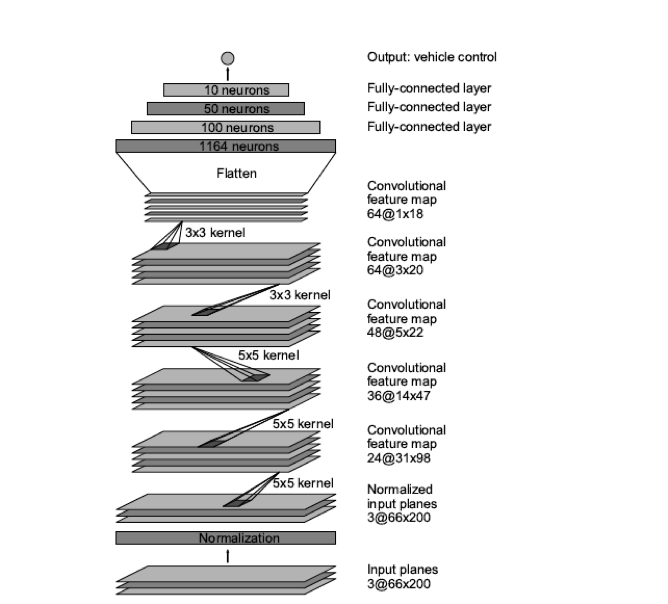 Output: vehicle control
10 neurons
Fully-connected layer
50 neurons
Fully-connected layer
100 neurons
Fully-connected layer
1164 neurons
Flatten
Convolutional
feature map
64@1x18
3x3 kernel
Convolutional
feature map
64@3x20
3x3 kernel
Convolutional
feature map
48@5x22
5x5 kernel
Convolutional
feature map
36@14x47
5x5 kernel
Convolutional
feature map
24@31x98
5x5 kernel
Normalized
input planes
3@66x200
Normalization
Input planes
3@66x200